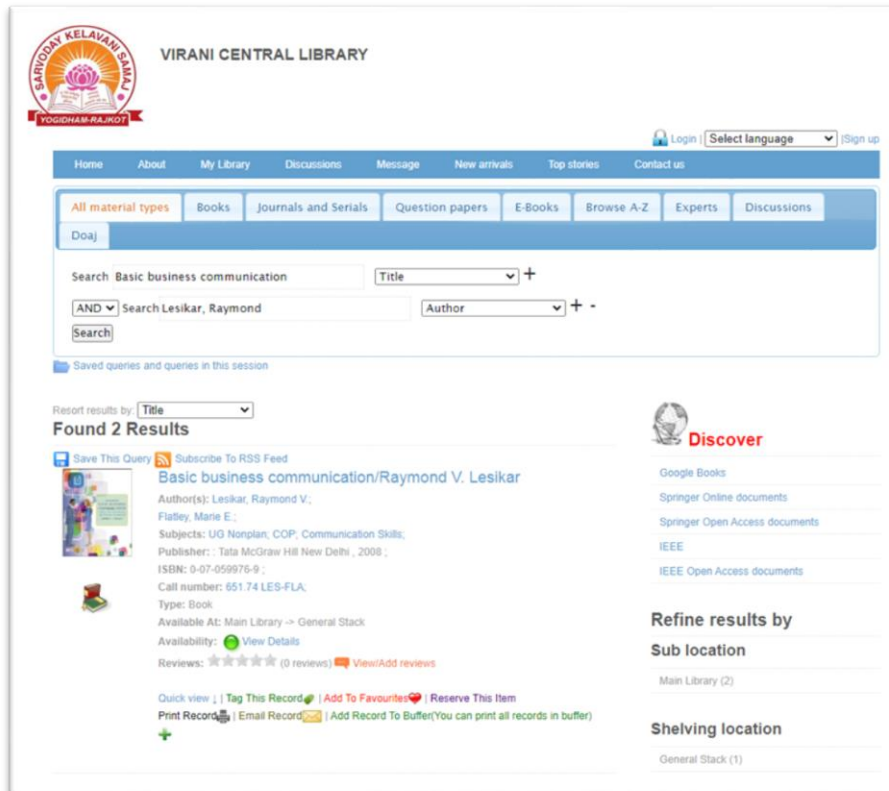 SARVODAY KELAVANI SAMAJ
YOGIDHAM-RAJKOT
VIRANI CENTRAL LIBRARY
Login | Select language |Sign up
Home About My Library Discussions Message New arrivals Top stories Contact us
All material types Books Journals and Serials Question papers E-Books Browse A-Z Experts Discussions
Doaj
Search Basic business communication Title +
AND Search Lesikar, Raymond Author + -
Search
Saved queries and queries in this session
Resort results by: Title
Found 2 Results
Save This Query Subscribe To RSS Feed
Basic business communication/Raymond V. Lesikar
Author(s): Lesikar, Raymond V.;
Flatley, Marie E.;
Subjects: UG Nonplan; COP; Communication Skills;
Publisher: : Tata McGraw Hill New Delhi , 2008 ;
ISBN: 0-07-059976-9 ;
Call number: 651.74 LES-FLA;
Type: Book
Available At: Main Library -> General Stack
Availability: View Details
Reviews: (0 reviews) View/Add reviews
Quick view ↓ | Tag This Record | Add To Favourites | Reserve This Item
Print Record | Email Record | Add Record To Buffer(You can print all records in buffer)
+
Discover
Google Books
Springer Online documents
Springer Open Access documents
IEEE
IEEE Open Access documents
Refine results by
Sub location
Main Library (2)
Shelving location
General Stack (1)